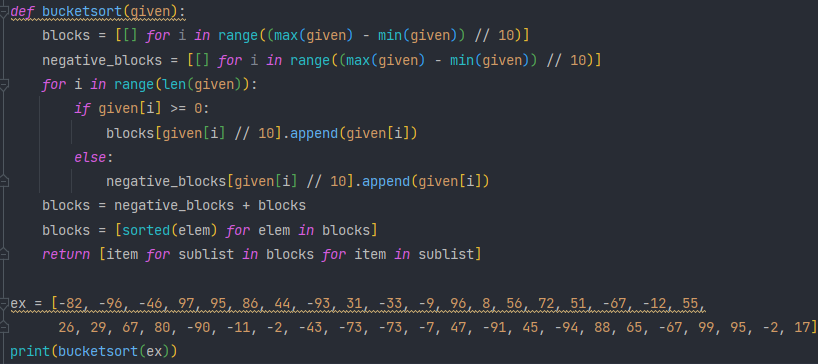 def bucketsort(given):
    blocks = [[] for i in range((max(given) - min(given)) // 10)]
    negative_blocks = [[] for i in range((max(given) - min(given)) // 10)]
    for i in range(len(given)):
        if given[i] >= 0:
            blocks[given[i] // 10].append(given[i])
        else:
            negative_blocks[given[i] // 10].append(given[i])
    blocks = negative_blocks + blocks
    blocks = [sorted(elem) for elem in blocks]
    return [item for sublist in blocks for item in sublist]
ex = [-82, -96, -46, 97, 95, 86, 44, -93, 31, -33, -9, 96, 8, 56, 72, 51, -67, -12, 55,
      26, 29, 67, 80, -90, -11, -2, -43, -73, -73, -7, 47, -91, 45, -94, 88, 65, -67, 99, 95, -2, 17]
print(bucketsort(ex))